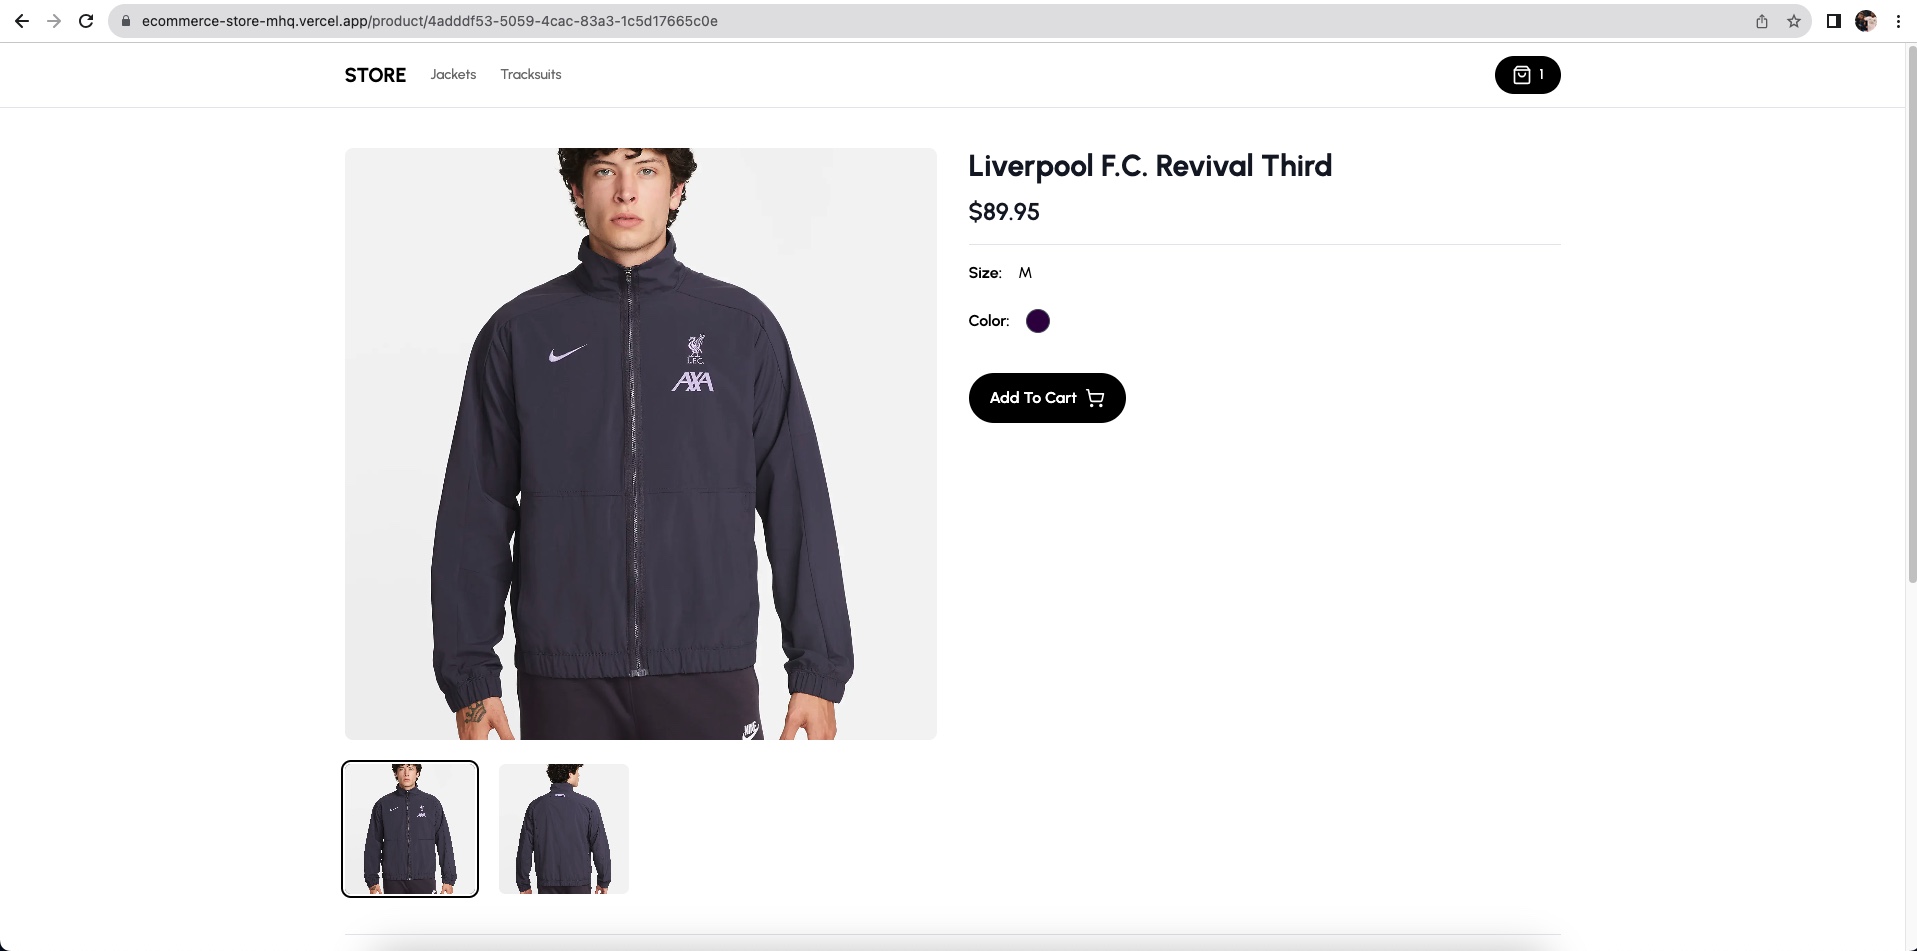 ecommerce-store-mhq.vercel.app/product/4adddf53-5059-4cac-83a3-1c5d17665c0e
STORE Jackets Tracksuits 1
Liverpool F.C. Revival Third
$89.95
Size: M
Color:
Add To Cart
L.F.C.
AXA
NIKE